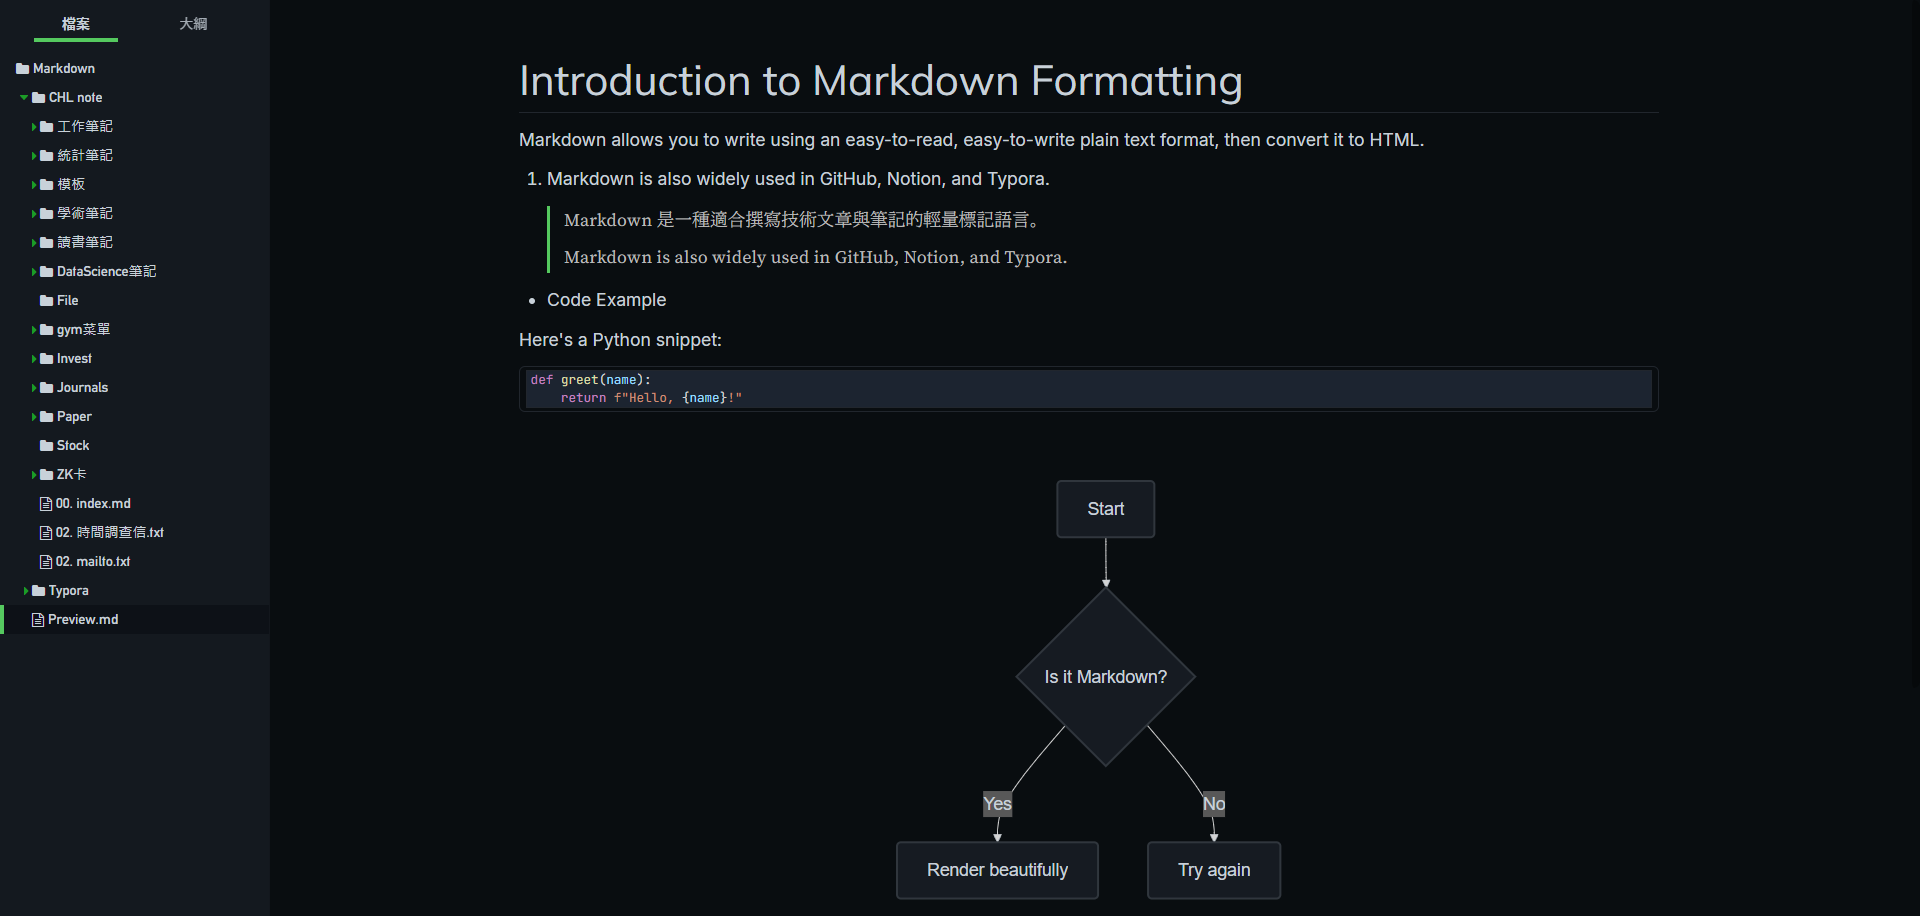 檔案
大綱
Markdown
CHL note
工作筆記
統計筆記
模板
學術筆記
讀書筆記
DataScience筆記
File
gym菜單
Invest
Journals
Paper
Stock
ZK卡
00. index.md
02. 時間調查信.txt
02. mailto.txt
Typora
Preview.md
Introduction to Markdown Formatting
Markdown allows you to write using an easy-to-read, easy-to-write plain text format, then convert it to HTML.
1. Markdown is also widely used in GitHub, Notion, and Typora.
Markdown 是一種適合撰寫技術文章與筆記的輕量標記語言。
Markdown is also widely used in GitHub, Notion, and Typora.
• Code Example
Here's a Python snippet:
def greet(name):
    return f"Hello, {name}!"
Start
Is it Markdown?
Yes
No
Render beautifully
Try again